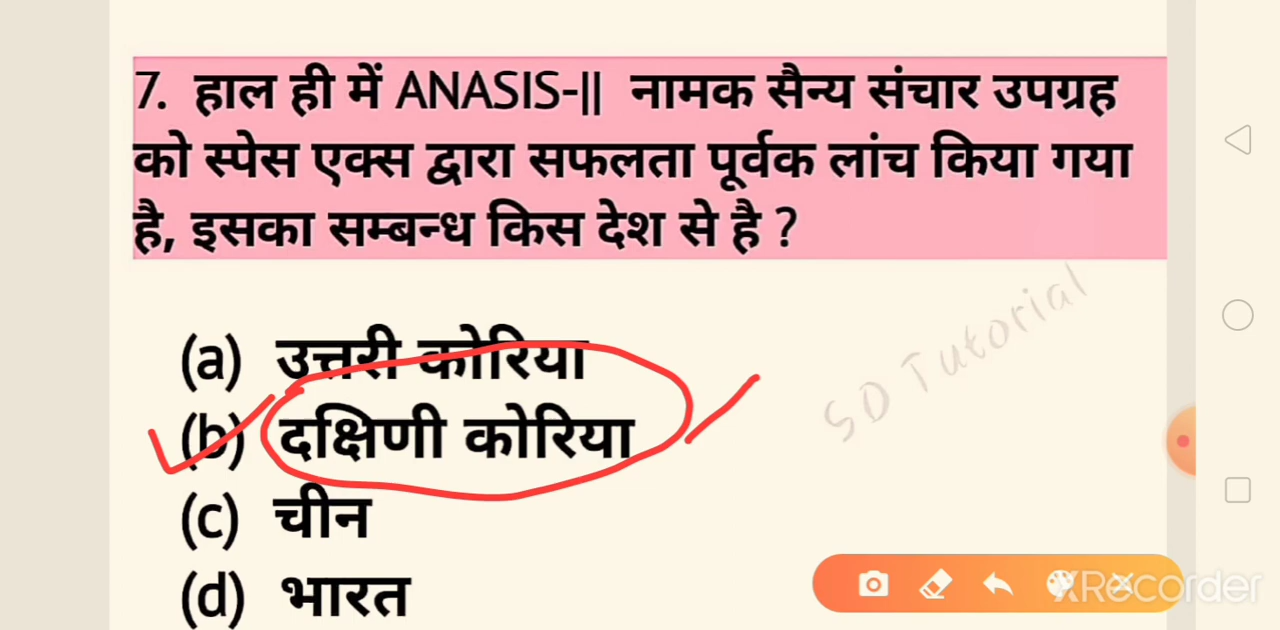 7. हाल ही में ANASIS-|| नामक सैन्य संचार उपग्रह
को स्पेस एक्स द्वारा सफलता पूर्वक लांच किया गया
है, इसका सम्बन्ध किस देश से है ?
(a) उत्तरी कोरिया
(b) दक्षिणी कोरिया
(c) चीन
(d) भारत
SD Tutorial
XRecorder